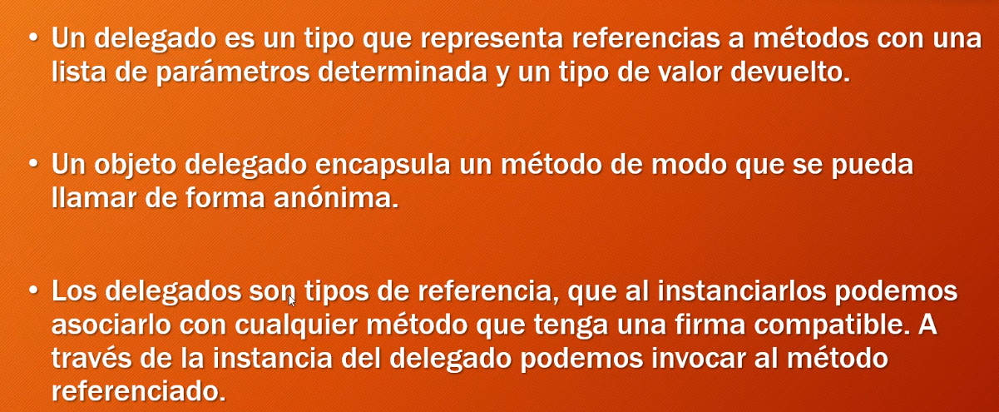 • Un delegado es un tipo que representa referencias a métodos con una
lista de parámetros determinada y un tipo de valor devuelto.
• Un objeto delegado encapsula un método de modo que se pueda
llamar de forma anónima.
• Los delegados son tipos de referencia, que al instanciarlos podemos
asociarlo con cualquier método que tenga una firma compatible. A
través de la instancia del delegado podemos invocar al método
referenciado.